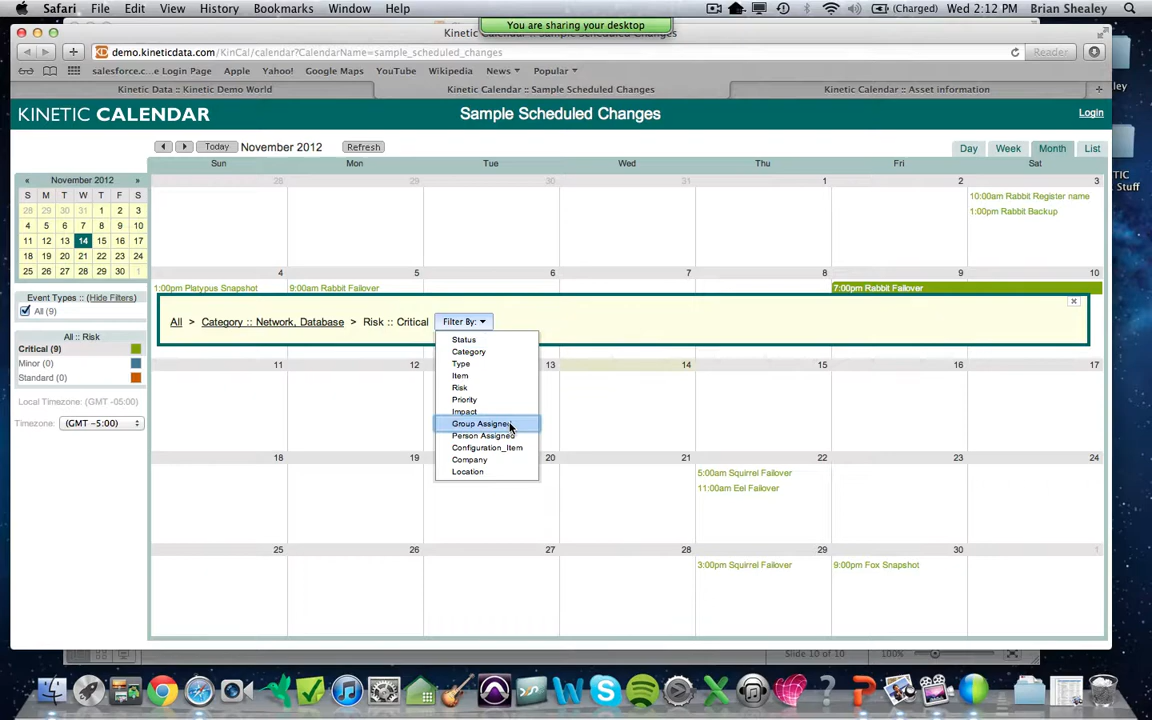 Safari File Edit View History Bookmarks Window Help (Charged) Wed 2:12 PM Brian Shealey
You are sharing your desktop
Kinetic Calendar :: Sample Scheduled Changes
demo.kineticdata.com/KinCal/calendar?CalendarName=sample_scheduled_changes Reader
salesforce.c...e Login Page Apple Yahoo! Google Maps YouTube Wikipedia News Popular
Kinetic Data :: Kinetic Demo World Kinetic Calendar :: Sample Scheduled Changes Kinetic Calendar :: Asset information
KINETIC CALENDAR Sample Scheduled Changes Login
Today November 2012 Refresh Day Week Month List
Sun Mon Tue Wed Thu Fri Sat
« November 2012 »
S M T W T F S
28 29 30 31 1 2 3
4 5 6 7 8 9 10
11 12 13 14 15 16 17
18 19 20 21 22 23 24
25 26 27 28 29 30 1
Event Types :: (Hide Filters)
All (9)
All :: Risk
Critical (9)
Minor (0)
Standard (0)
Local Timezone: (GMT -05:00)
Timezone: (GMT -5:00)
28 29 30 31 1 2 3
10:00am Rabbit Register name
1:00pm Rabbit Backup
4 5 6 7 8 9 10
1:00pm Platypus Snapshot 9:00am Rabbit Failover 7:00pm Rabbit Failover
All > Category :: Network, Database > Risk :: Critical Filter By:
Status
Category
Type
Item
Risk
Priority
Impact
Group Assigned
Person Assigned
Configuration_Item
Company
Location
11 12 13 14 15 16 17
18 19 20 21 22 23 24
5:00am Squirrel Failover
11:00am Eel Failover
25 26 27 28 29 30 1
3:00pm Squirrel Failover 9:00pm Fox Snapshot
Slide 10 of 10 100%